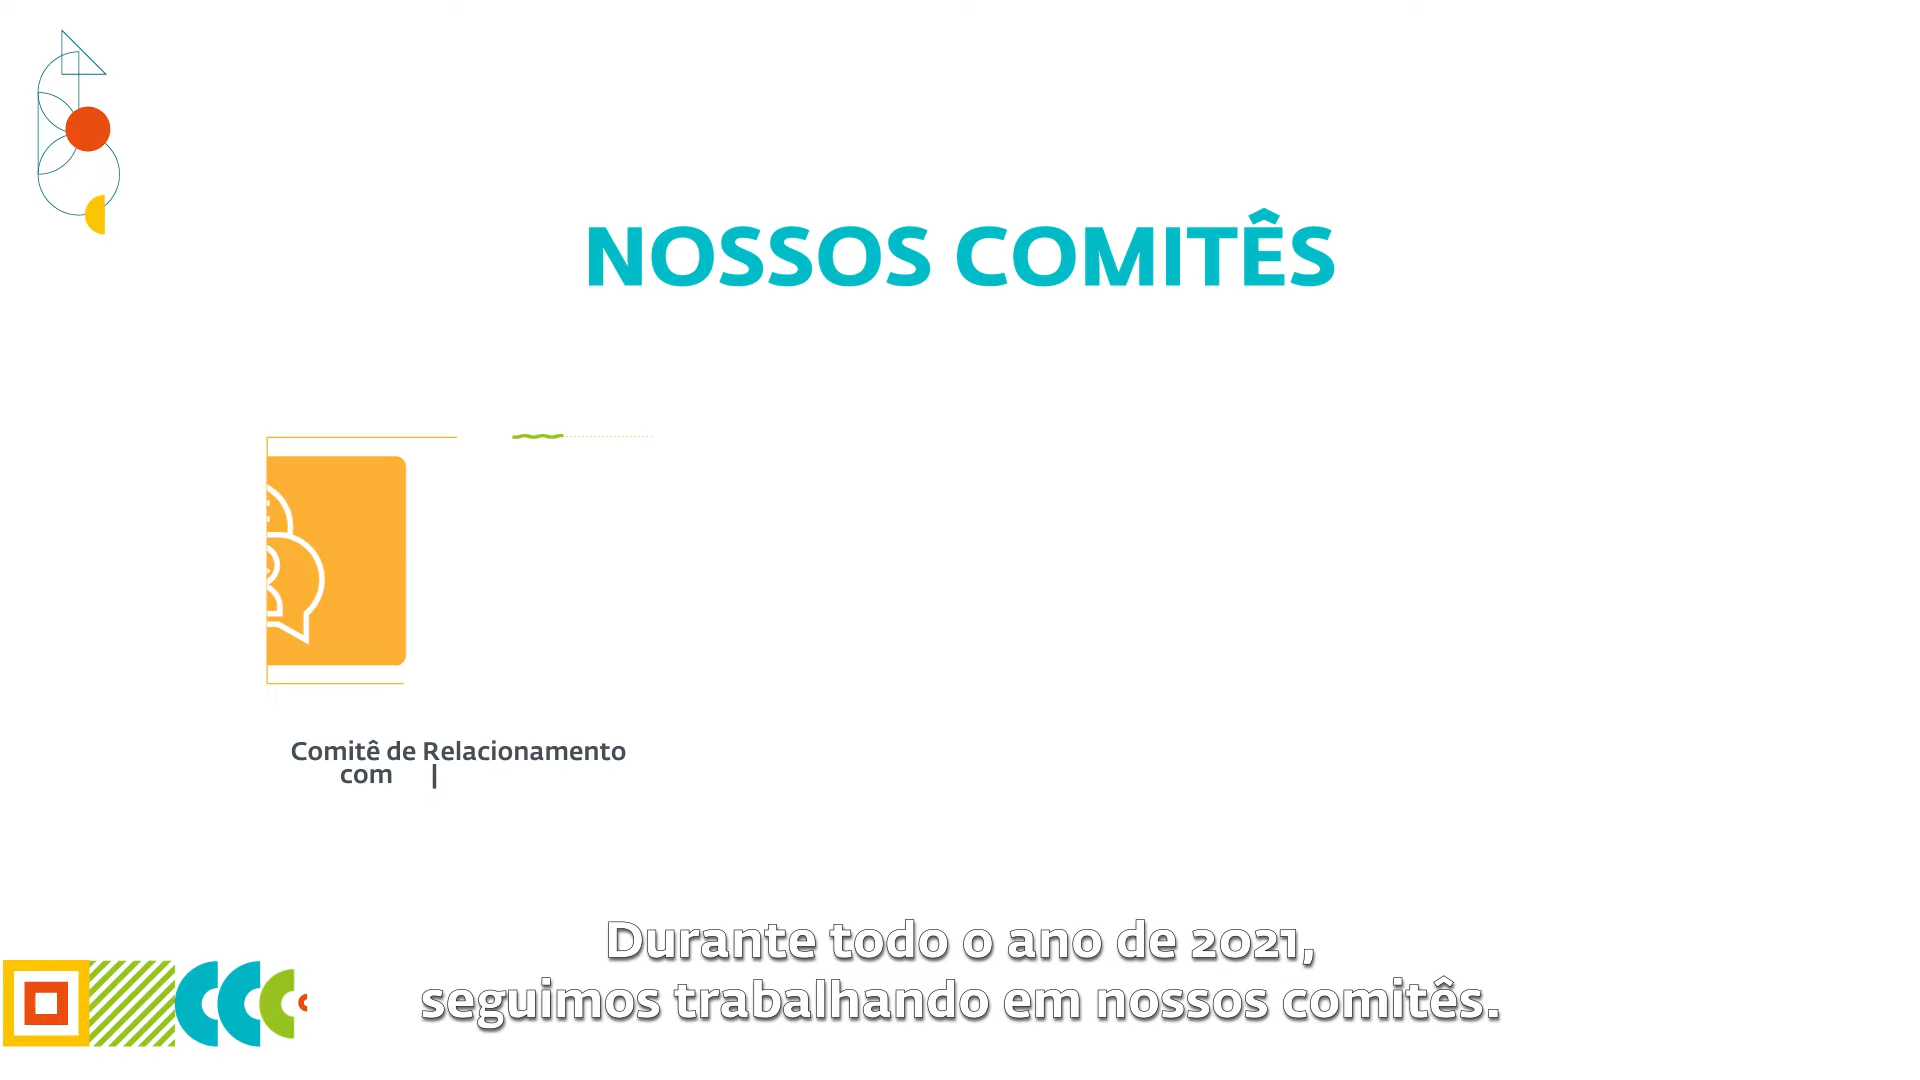 NOSSOS COMITÊS
Comitê de Relacionamento
com
Durante todo o ano de 2021,
seguimos trabalhando em nossos comitês.